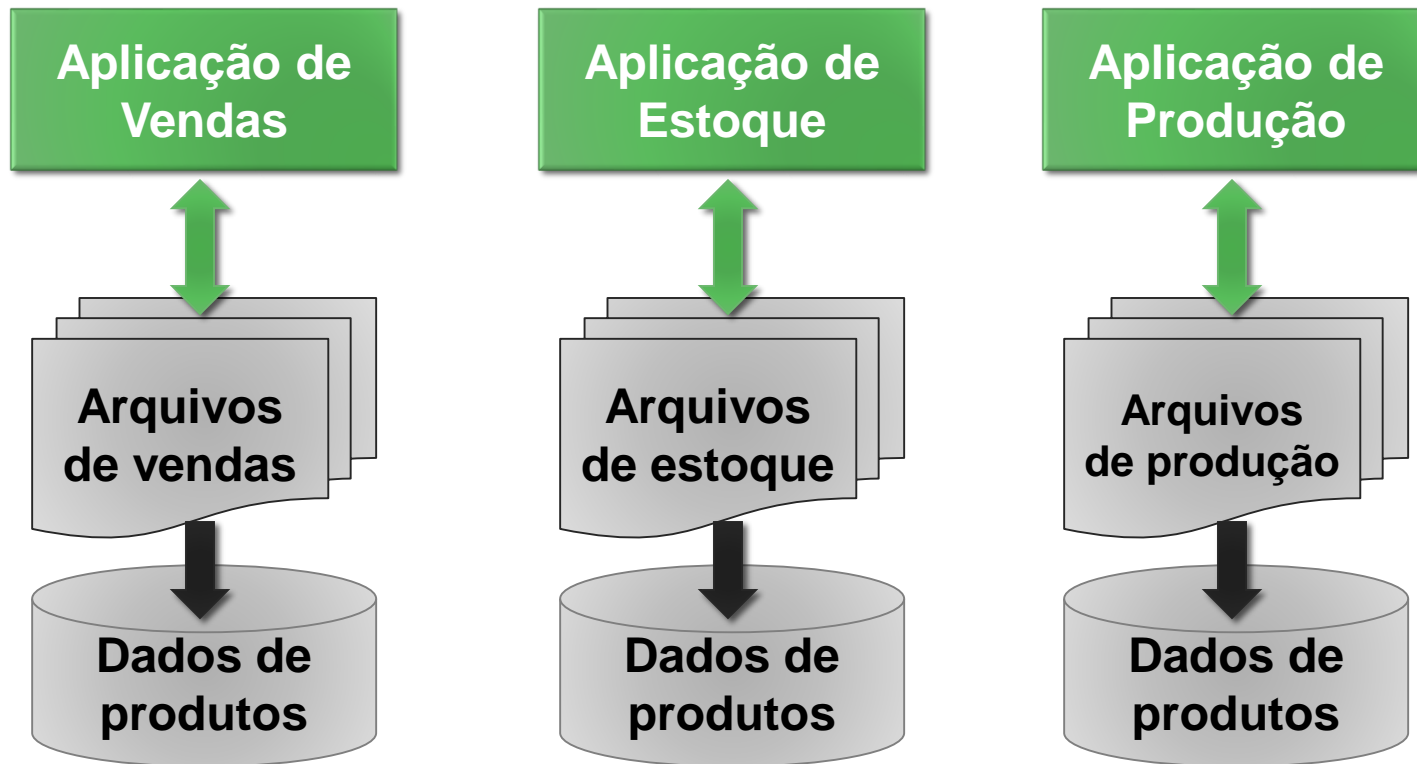 Aplicação de
Vendas
Aplicação de
Estoque
Aplicação de
Produção
Arquivos
de vendas
Arquivos
de estoque
Arquivos
de produção
Dados de
produtos
Dados de
produtos
Dados de
produtos